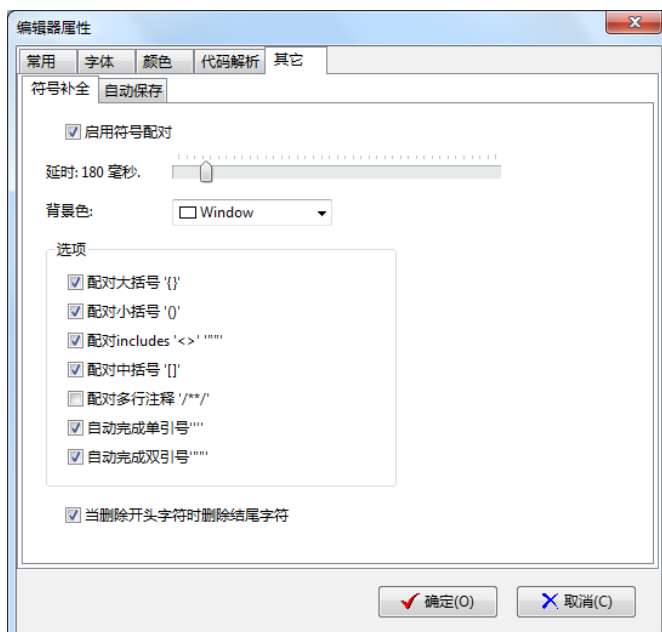 编辑器属性
常用 字体 颜色 代码解析 其它
符号补全 自动保存
启用符号配对
延时: 180 毫秒.
背景色: Window
选项
配对大括号 '{}'
配对小括号 '()'
配对includes '<>' '""'
配对中括号 '[]'
配对多行注释 '/**/'
自动完成单引号''''
自动完成双引号'""'
当删除开头字符时删除结尾字符
确定(O) 取消(C)